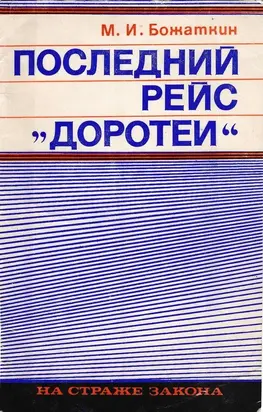 М. И. Божаткин
ПОСЛЕДНИЙ
РЕЙС
„ДОРОТЕИ“
НА СТРАЖЕ ЗАКОНА